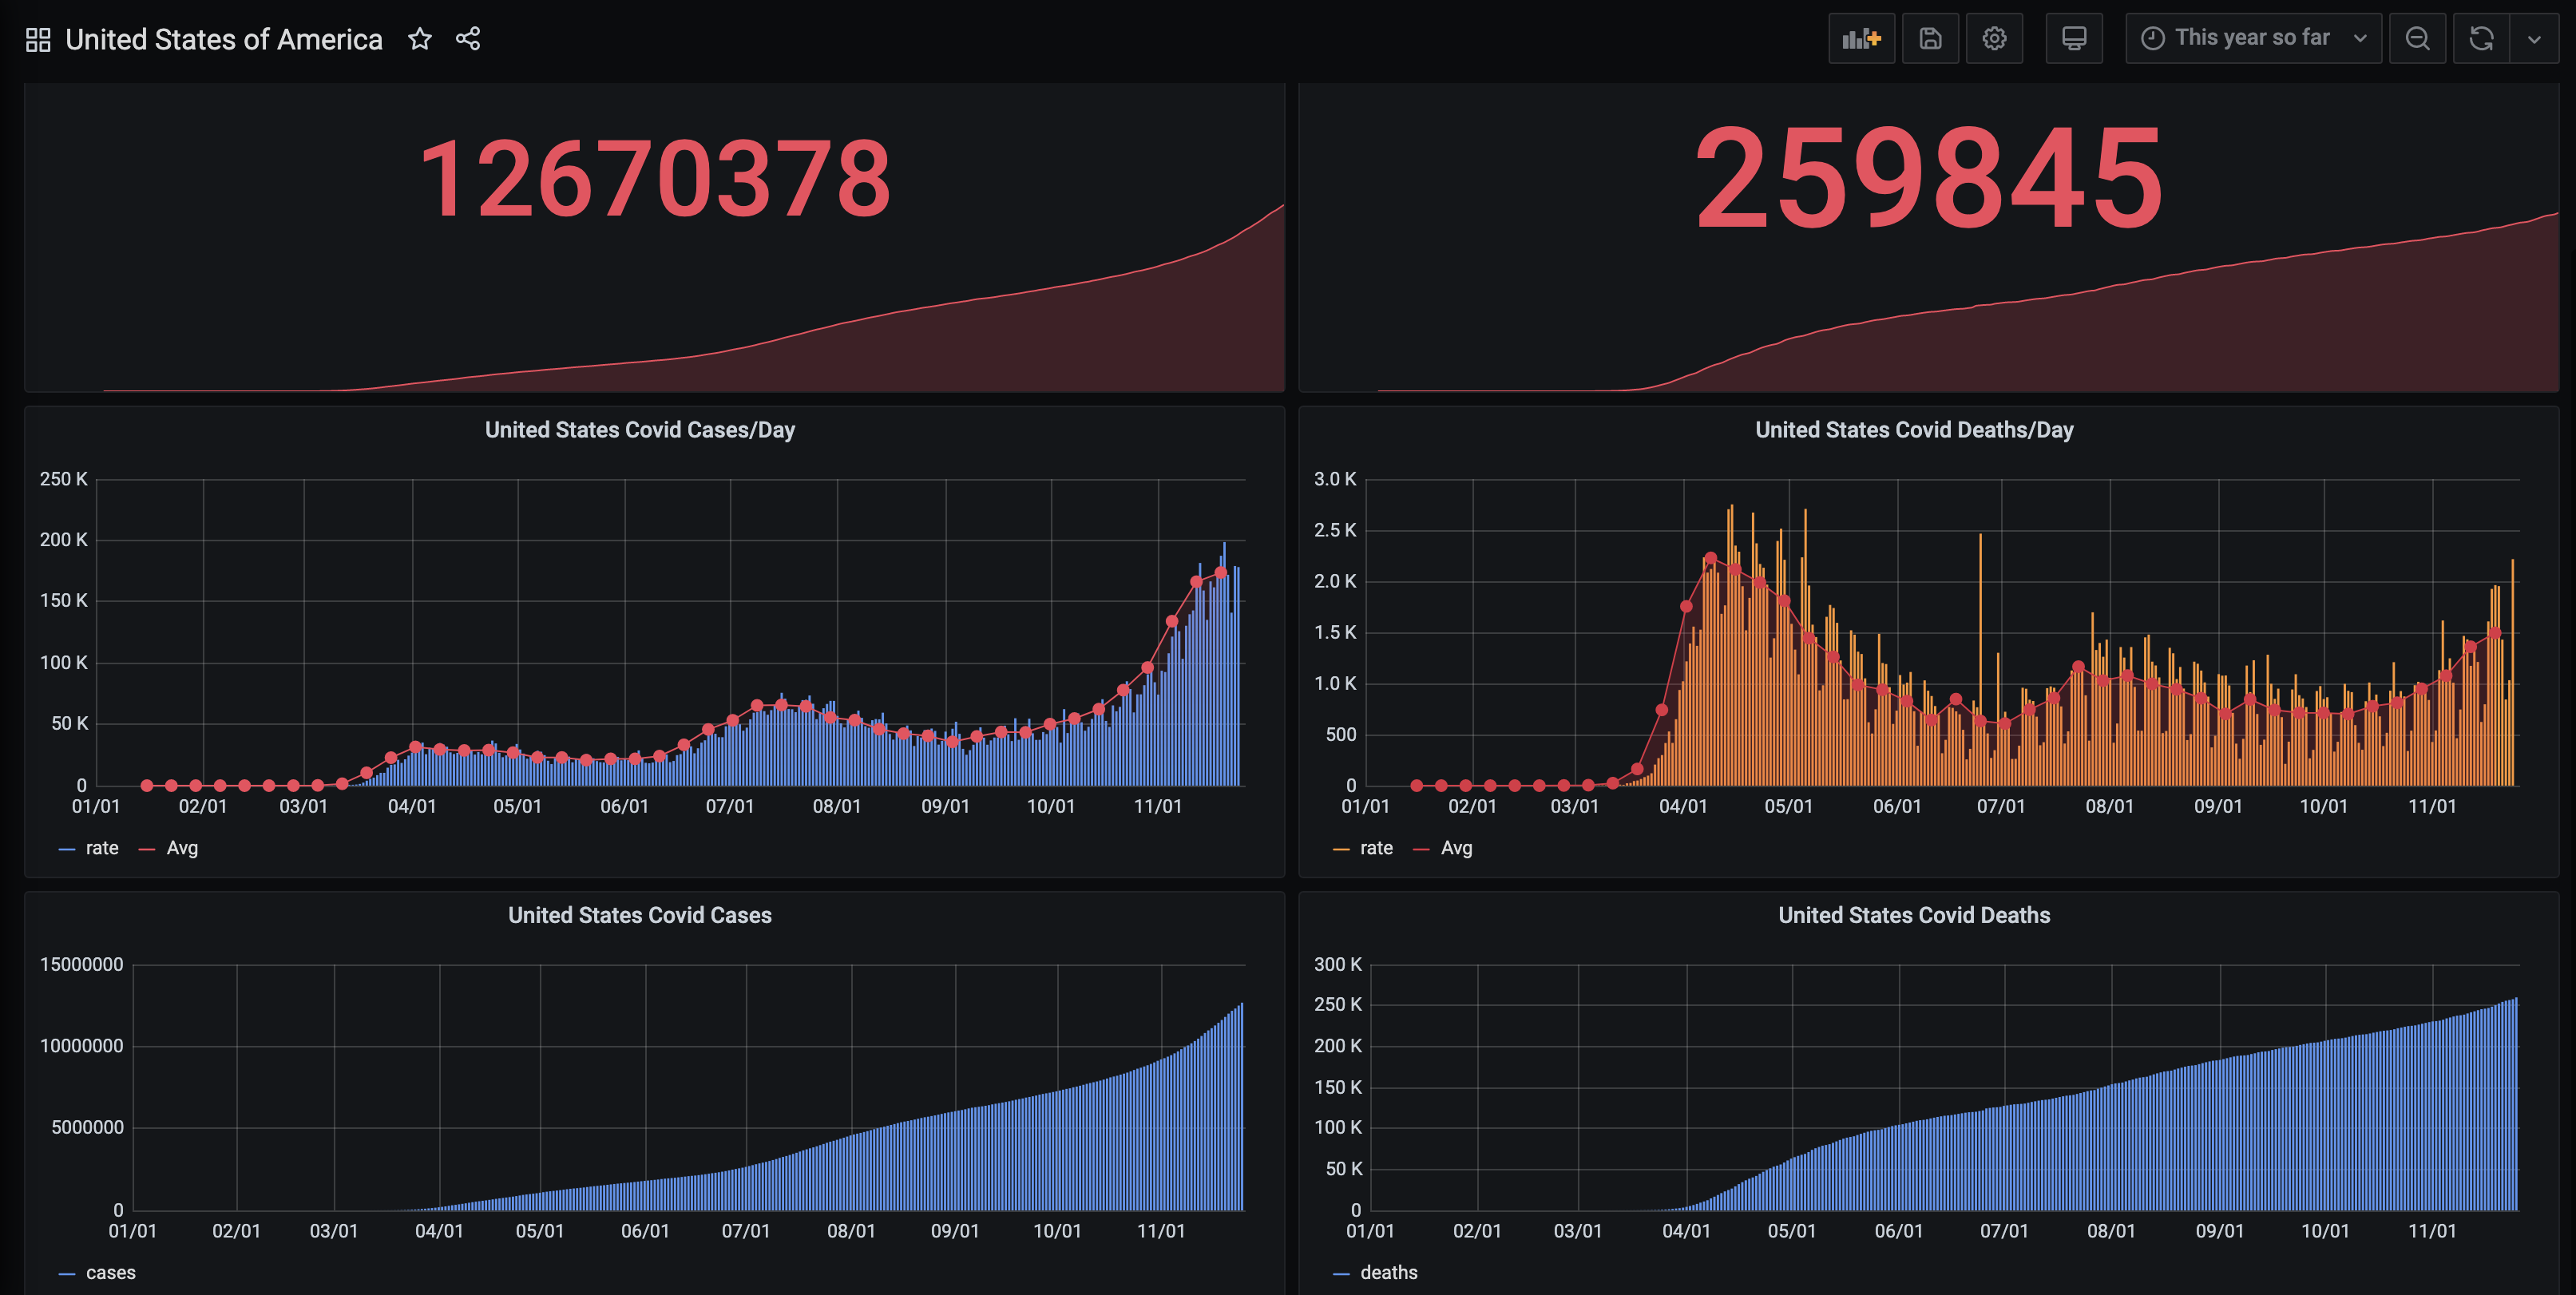 United States of America
This year so far
12670378
259845
United States Covid Cases/Day
250 K
200 K
150 K
100 K
50 K
0
01/01 02/01 03/01 04/01 05/01 06/01 07/01 08/01 09/01 10/01 11/01
rate Avg
United States Covid Deaths/Day
3.0 K
2.5 K
2.0 K
1.5 K
1.0 K
500
0
01/01 02/01 03/01 04/01 05/01 06/01 07/01 08/01 09/01 10/01 11/01
rate Avg
United States Covid Cases
15000000
10000000
5000000
0
01/01 02/01 03/01 04/01 05/01 06/01 07/01 08/01 09/01 10/01 11/01
cases
United States Covid Deaths
300 K
250 K
200 K
150 K
100 K
50 K
0
01/01 02/01 03/01 04/01 05/01 06/01 07/01 08/01 09/01 10/01 11/01
deaths